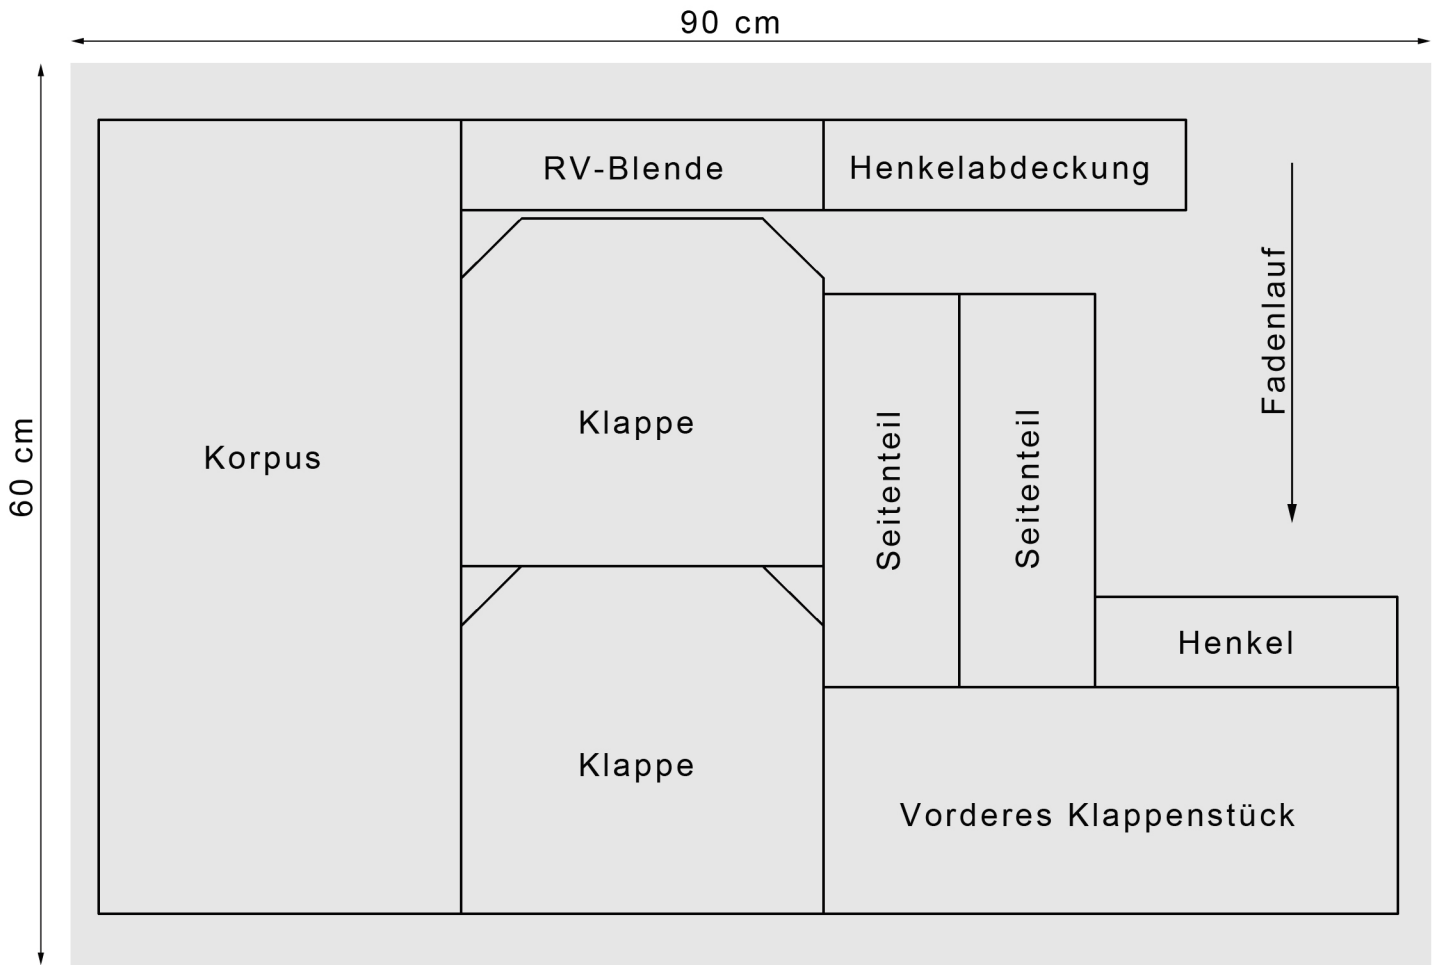 90 cm
60 cm
Korpus
RV-Blende
Henkelabdeckung
Klappe
Klappe
Seitenteil
Seitenteil
Fadenlauf
Henkel
Vorderes Klappenstück